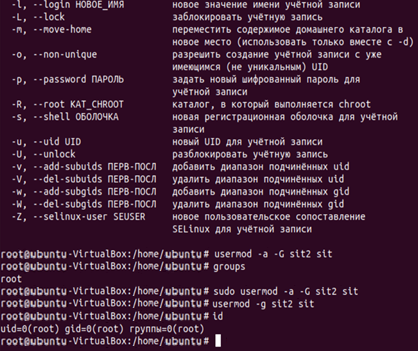 -l, --login НОВОЕ_ИМЯ новое значение имени учётной записи
-L, --lock заблокировать учётную запись
-m, --move-home переместить содержимое домашнего каталога в
новое место (использовать только вместе с -d)
-o, --non-unique разрешить создание учётной записи с уже
имеющимся (не уникальным) UID
-p, --password ПАРОЛЬ задать новый шифрованный пароль для
учётной записи
-R, --root КАТ_CHROOT каталог, в который выполняется chroot
-s, --shell ОБОЛОЧКА новая регистрационная оболочка для учётной
записи
-u, --uid UID новый UID для учётной записи
-U, --unlock разблокировать учётную запись
-v, --add-subuids ПЕРВ-ПОСЛ добавить диапазон подчинённых uid
-V, --del-subuids ПЕРВ-ПОСЛ удалить диапазон подчинённых uid
-w, --add-subgids ПЕРВ-ПОСЛ добавить диапазон подчинённых gid
-W, --del-subgids ПЕРВ-ПОСЛ удалить диапазон подчинённых gid
-Z, --selinux-user SEUSER новое пользовательское сопоставление
SELinux для учётной записи
root@ubuntu-VirtualBox:/home/ubuntu# usermod -a -G sit2 sit
root@ubuntu-VirtualBox:/home/ubuntu# groups
root
root@ubuntu-VirtualBox:/home/ubuntu# sudo usermod -a -G sit2 sit
root@ubuntu-VirtualBox:/home/ubuntu# usermod -g sit2 sit
root@ubuntu-VirtualBox:/home/ubuntu# id
uid=0(root) gid=0(root) группы=0(root)
root@ubuntu-VirtualBox:/home/ubuntu#